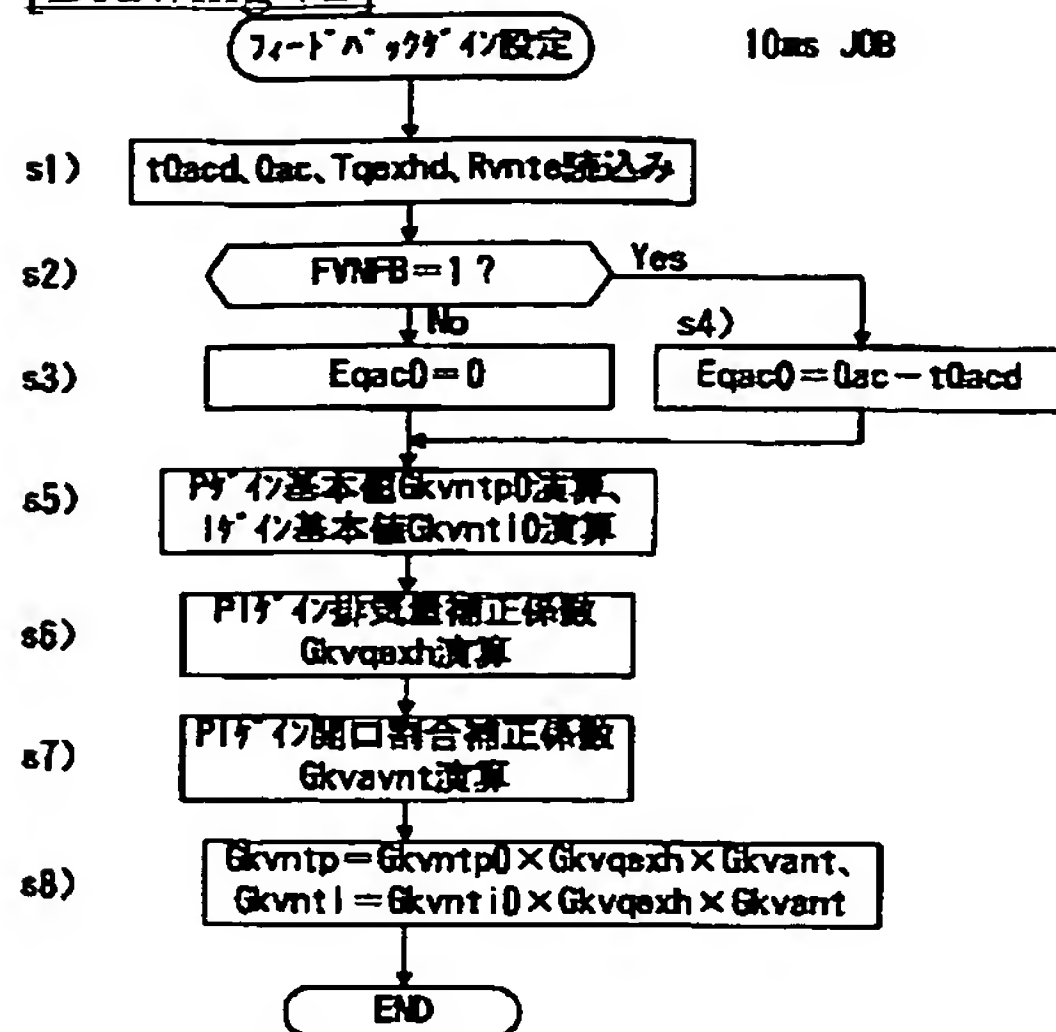 フィードバックゲイン設定
10ms JOB
s1)
tQacd、Qac、Tqexhd、Rvnte読込み
s2)
FVNFB=1?
Yes
No
s4)
s3)
Eqac0=0
Eqac0=Qac-tQacd
s5)
Pゲイン基本値Gkvntp0演算、
Iゲイン基本値Gkvnti0演算
s6)
PIゲイン排気量補正係数
Gkvqexh演算
s7)
PIゲイン開口割合補正係数
Gkvavnt演算
s8)
Gkvntp=Gkvntp0×Gkvqexh×Gkvant、
Gkvnti=Gkvnti0×Gkvqexh×Gkvant
END